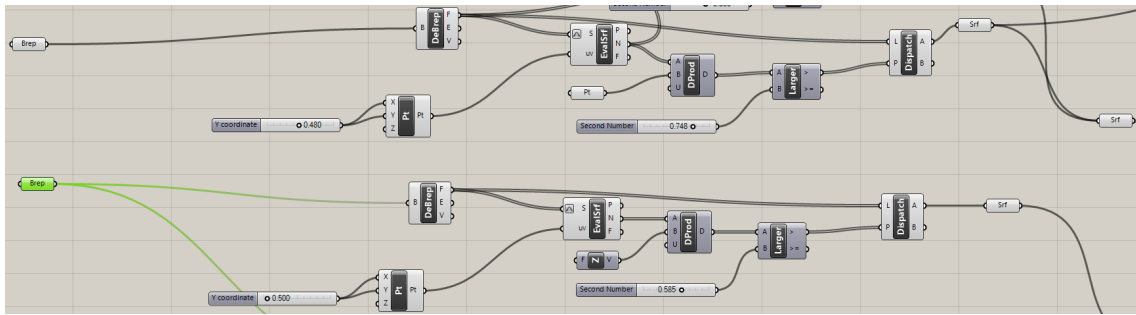 Brep
B DeBrep F E V
S uv EvalSrf P N F
A B U DProd D
Pt
A B Larger > >=
L P Dispatch A B
Srf
Srf
Y coordinate 0.480
X Y Z Pt Pt
Second Number 0.748
Brep
B DeBrep F E V
S uv EvalSrf P N F
A B U DProd D
F Z V
A B Larger > >=
L P Dispatch A B
Srf
Y coordinate 0.500
X Y Z Pt Pt
Second Number 0.585